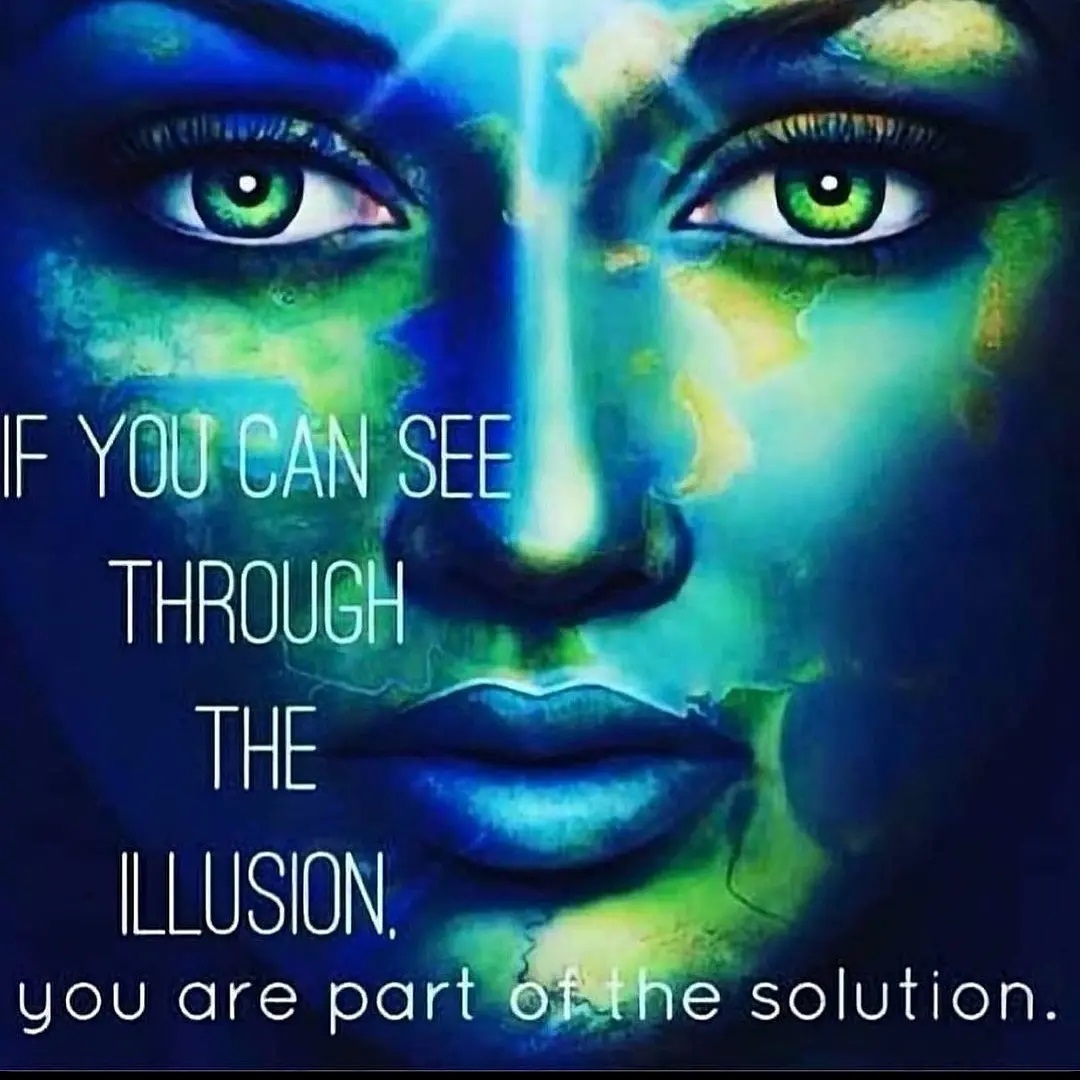 IF YOU CAN SEE
THROUGH
THE
ILLUSION,
you are part of the solution.